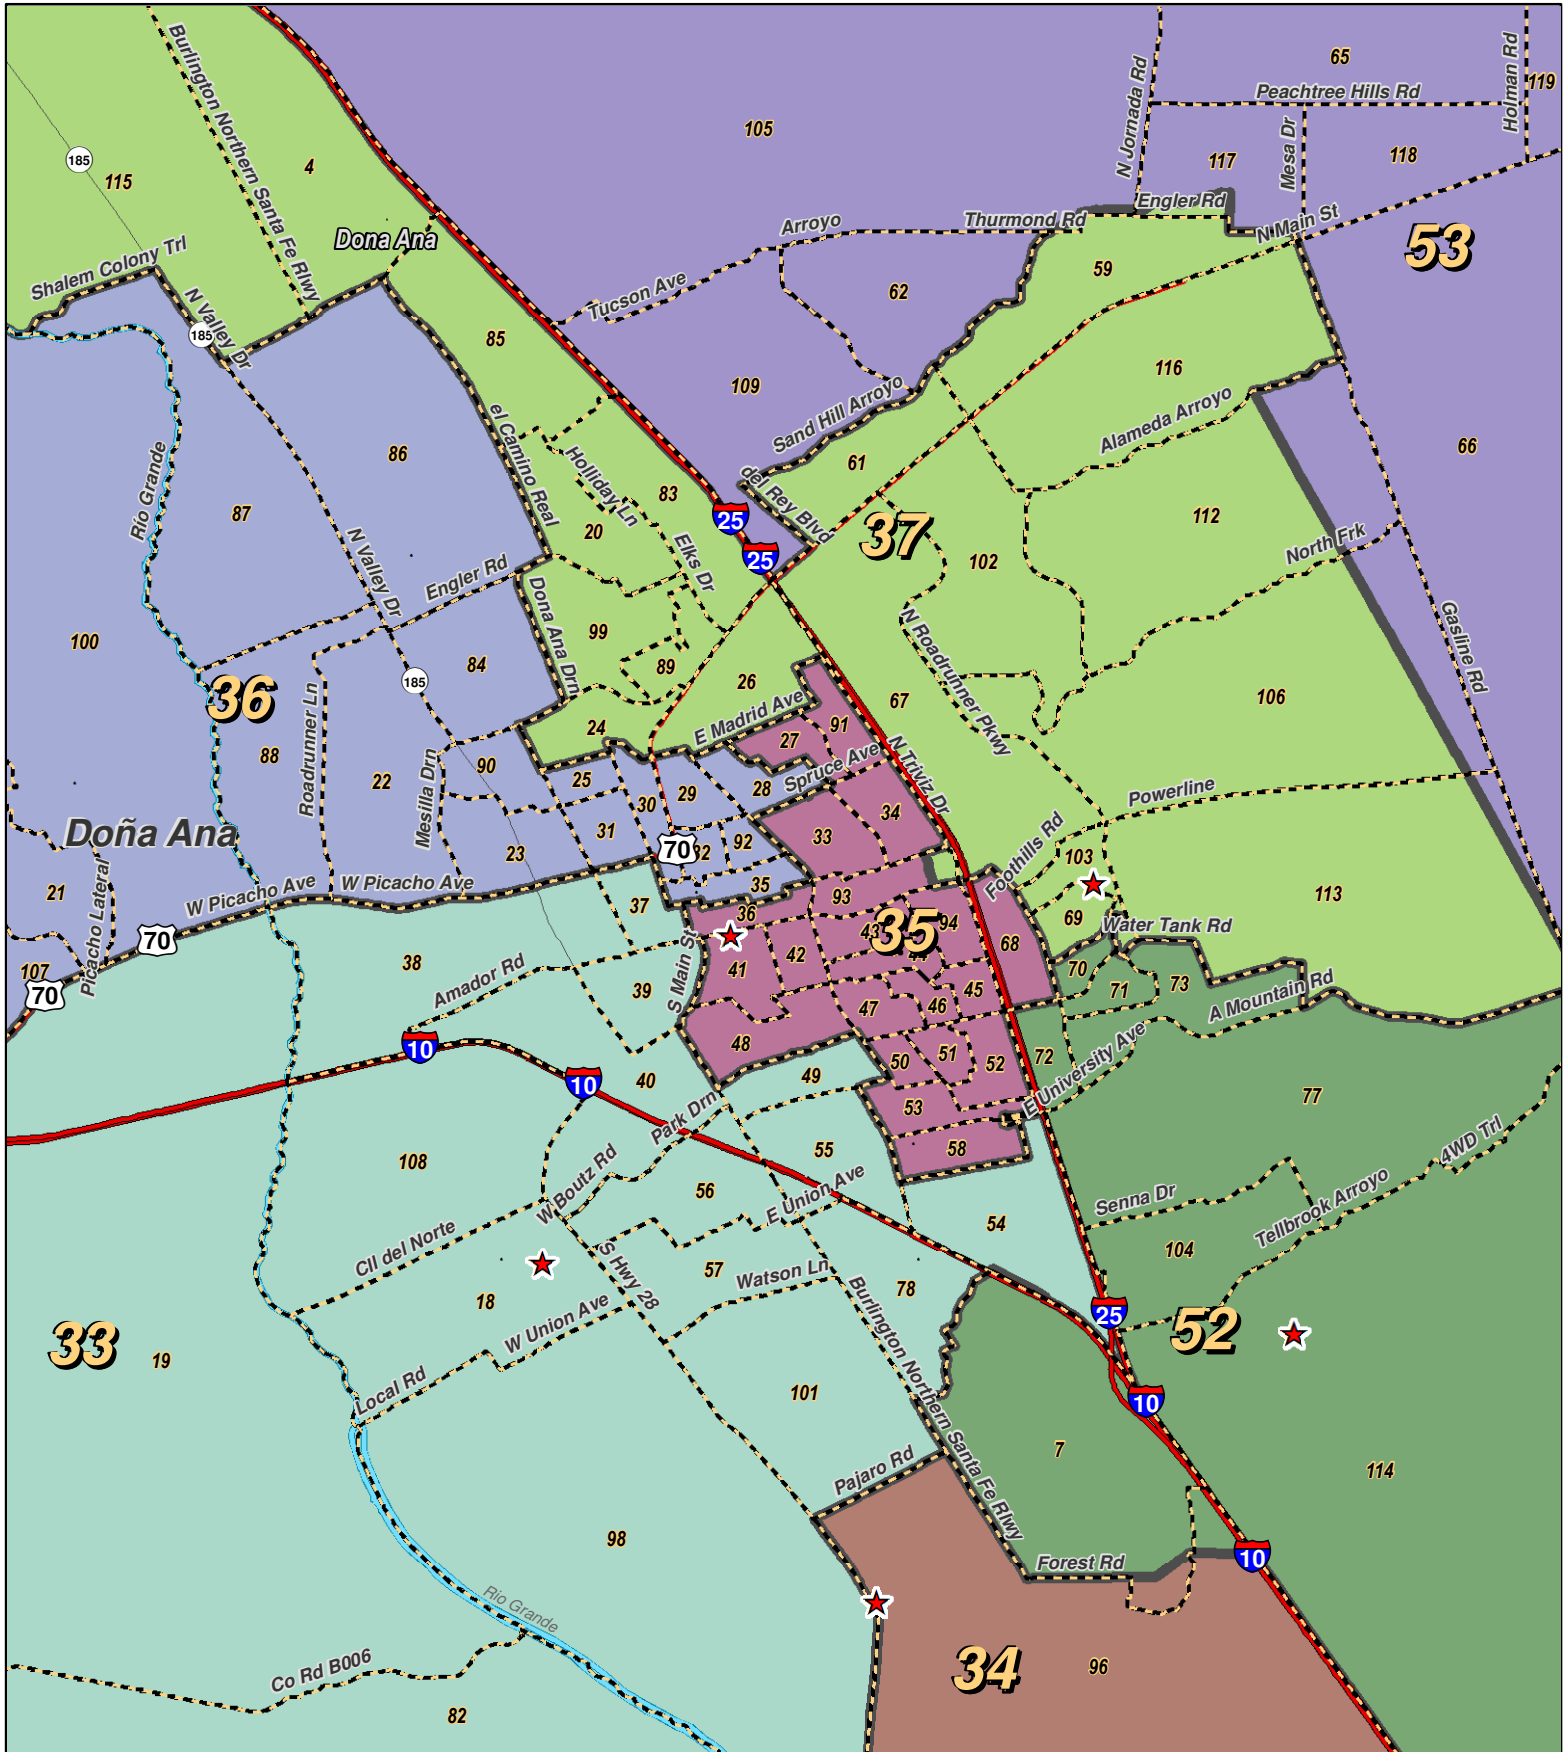 65
Holman Rd
119
Peachtree Hills Rd
Burlington Northern Santa Fe Rlwy
N Jornada Rd
105
117
Mesa Dr
118
185
4
115
Engler Rd
Arroyo
Thurmond Rd
N Main St
Dona Ana
53
Shalem Colony Trl
59
62
Tucson Ave
N Valley Dr
185
85
116
109
Sand Hill Arroyo
Alameda Arroyo
el Camino Real
66
86
61
Rio Grande
Holliday Ln
del Rey Blvd
83
87
25
112
20
37
N Valley Dr
Elks Dr
25
102
North Frk
Engler Rd
Dona Ana Drn
99
N Roadrunner Pkwy
Gasline Rd
100
84
89
185
26
36
67
106
24
E Madrid Ave
91
27
88
Roadrunner Ln
90
Spruce Ave
N Triviz Dr
22
Mesilla Drn
25
28
29
Powerline
30
34
Doña Ana
31
33
92
70
32
23
Foothills Rd
103
21
W Picacho Ave
W Picacho Ave
35
113
93
37
36
69
Picacho Lateral
43
35
94
Water Tank Rd
70
68
42
44
38
S Main St
107
41
70
Amador Rd
73
70
39
45
71
A Mountain Rd
46
47
48
10
51
72
E University Ave
50
52
49
10
40
77
53
Park Drn
58
55
4WD Trl
108
W Boutz Rd
56
E Union Ave
Senna Dr
Tellbrook Arroyo
54
Cll del Norte
104
57
Watson Ln
S Hwy 28
78
18
W Union Ave
25
52
33
19
Burlington Northern Santa Fe Rlwy
Local Rd
101
10
7
114
Pajaro Rd
98
Forest Rd
10
Rio Grande
34
96
Co Rd B006
82